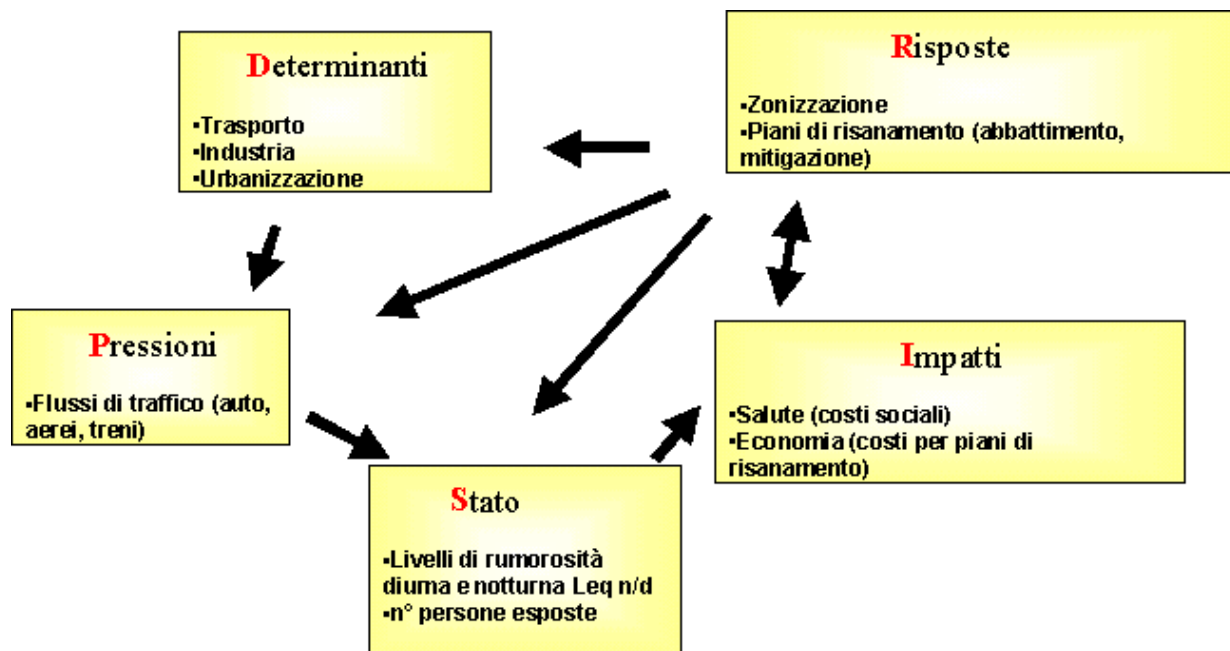 Determinanti
▪Trasporto
▪Industria
▪Urbanizzazione
Risposte
▪Zonizzazione
▪Piani di risanamento (abbattimento,
mitigazione)
Pressioni
▪Flussi di traffico (auto,
aerei, treni)
Impatti
▪Salute (costi sociali)
▪Economia (costi per piani di
risanamento)
Stato
▪Livelli di rumorosità
diurna e notturna Leq n/d
▪n° persone esposte